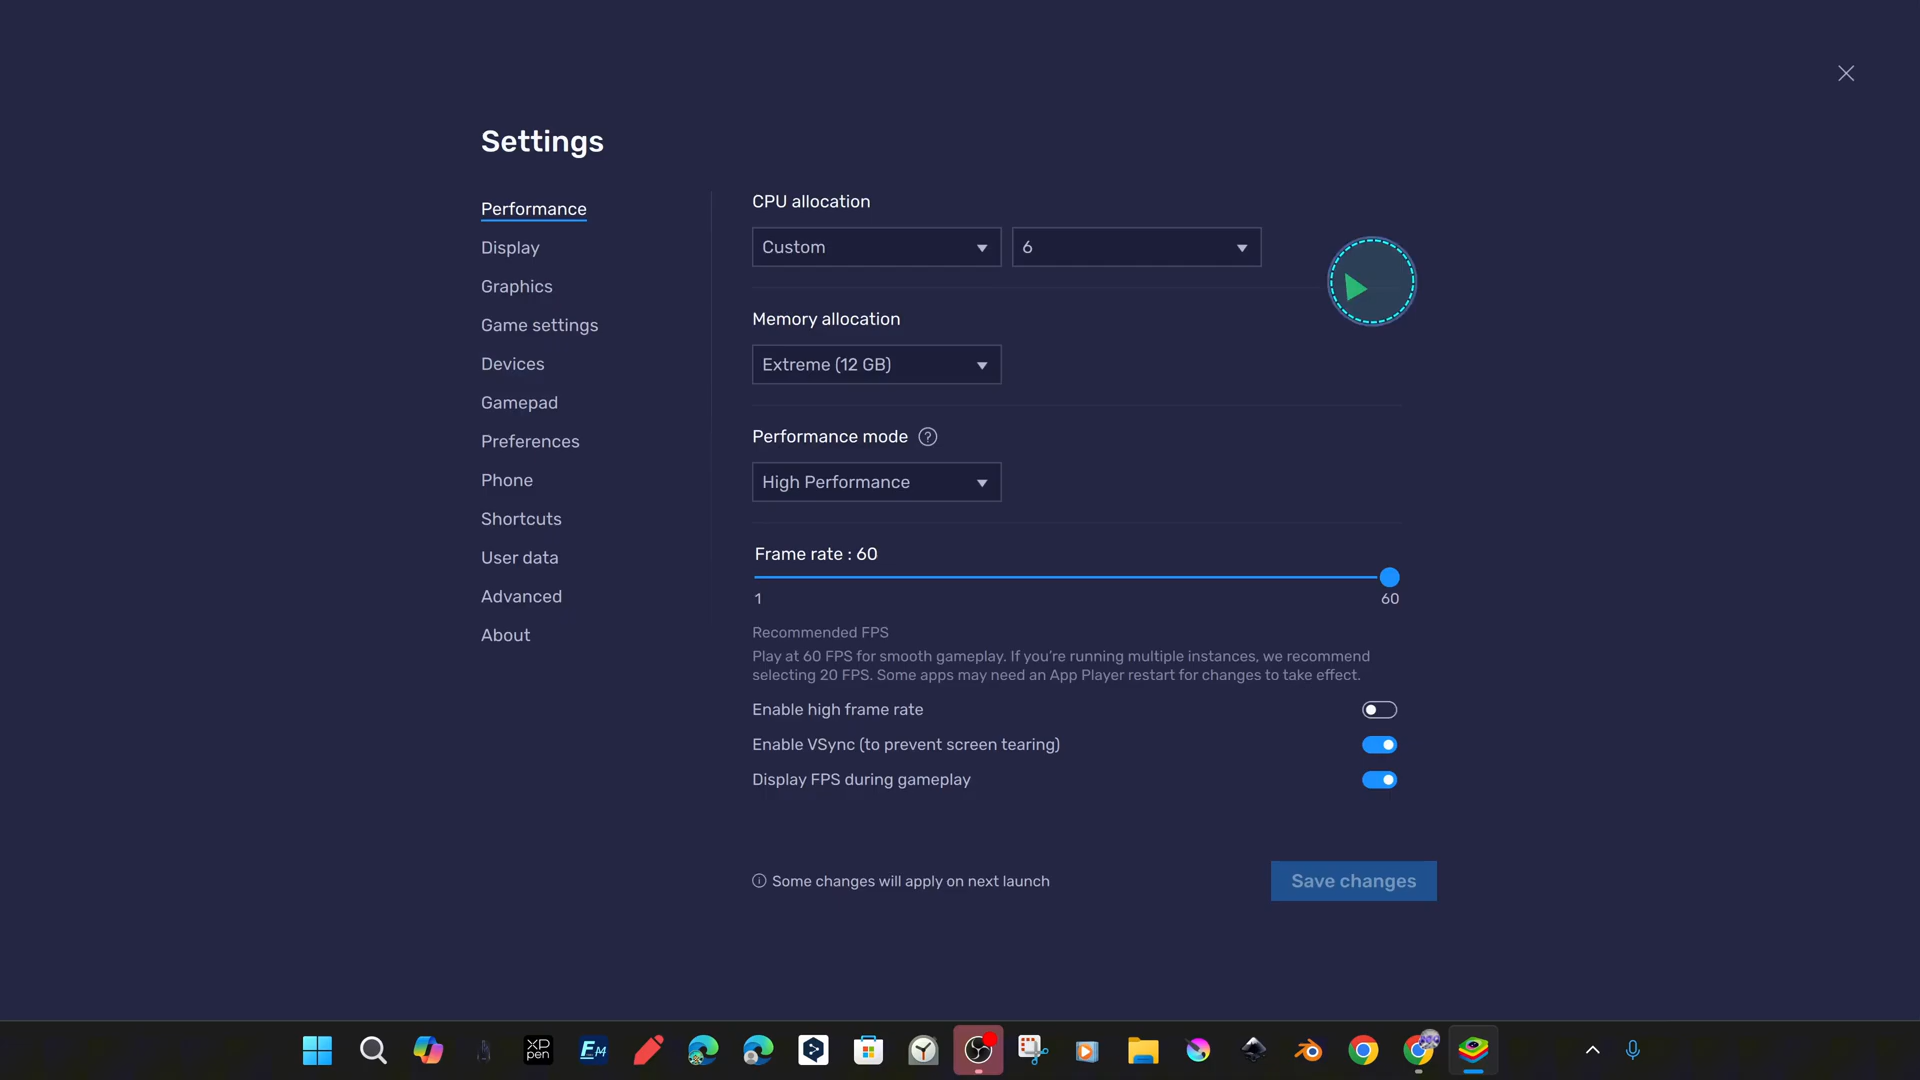 Settings
Performance
Display
Graphics
Game settings
Devices
Gamepad
Preferences
Phone
Shortcuts
User data
Advanced
About
CPU allocation
Custom
6
Memory allocation
Extreme (12 GB)
Performance mode ?
High Performance
Frame rate : 60
1
60
Recommended FPS
Play at 60 FPS for smooth gameplay. If you’re running multiple instances, we recommend
selecting 20 FPS. Some apps may need an App Player restart for changes to take effect.
Enable high frame rate
Enable VSync (to prevent screen tearing)
Display FPS during gameplay
Some changes will apply on next launch
Save changes
XP
pen
FM